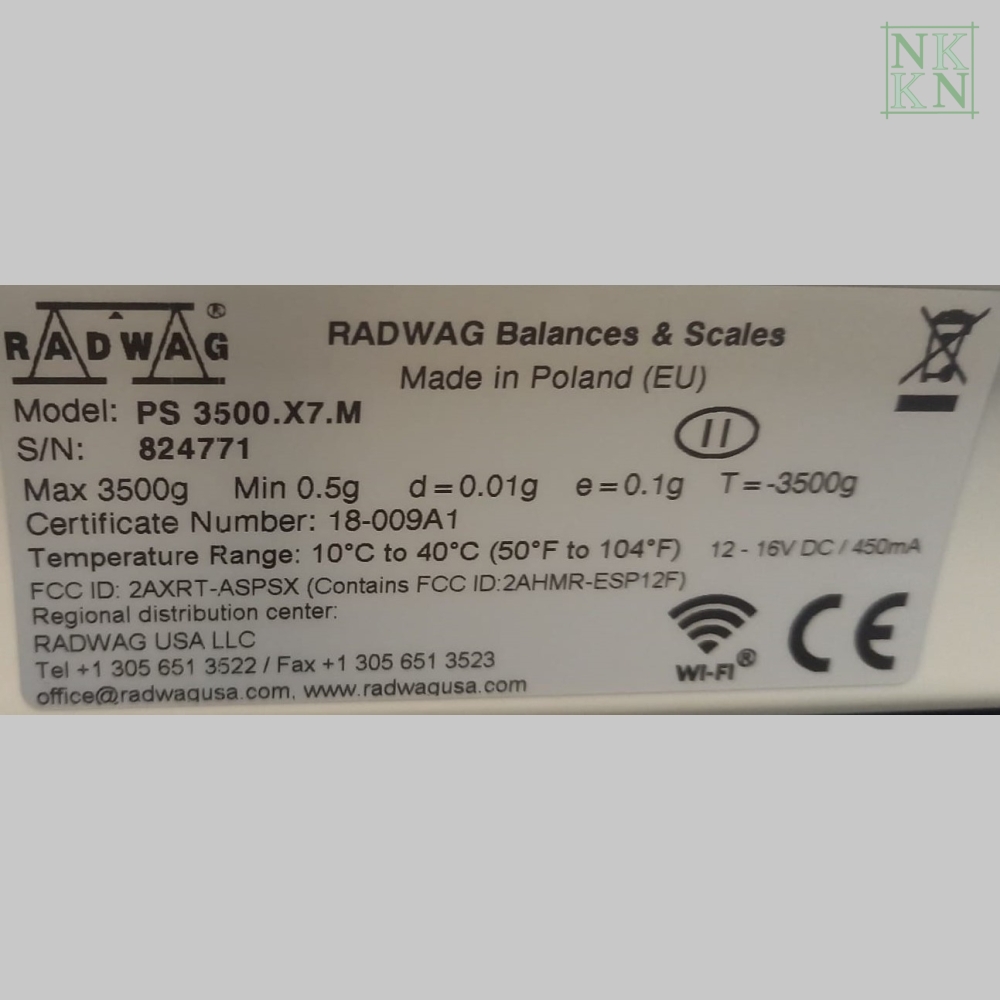 NK
KN
RADWAG®
RADWAG Balances & Scales
Made in Poland (EU)
Model: PS 3500.X7.M
S/N: 824771
II
Max 3500g Min 0.5g d=0.01g e=0.1g T=-3500g
Certificate Number: 18-009A1
Temperature Range: 10°C to 40°C (50°F to 104°F) 12 - 16V DC / 450mA
FCC ID: 2AXRT-ASPSX (Contains FCC ID:2AHMR-ESP12F)
Regional distribution center:
RADWAG USA LLC
Tel +1 305 651 3522 / Fax +1 305 651 3523
office@radwagusa.com, www.radwagusa.com
WI-FI®
CE